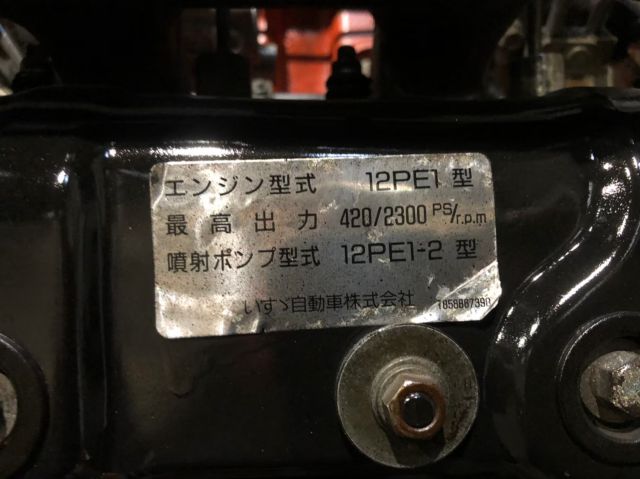 エンジン型式 12PE1 型
最高出力 420/2300 PS/r.p.m
噴射ポンプ型式 12PE1-2 型
いすゞ自動車株式会社 1858887390